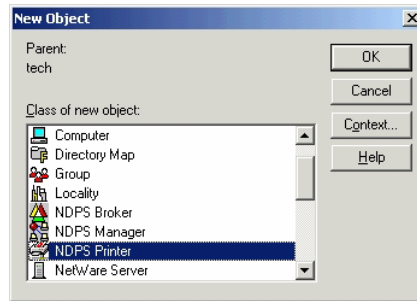 New Object
Parent:
tech
Class of new object:
Computer
Directory Map
Group
Locality
NDPS Broker
NDPS Manager
NDPS Printer
NetWare Server
OK
Cancel
Context...
Help